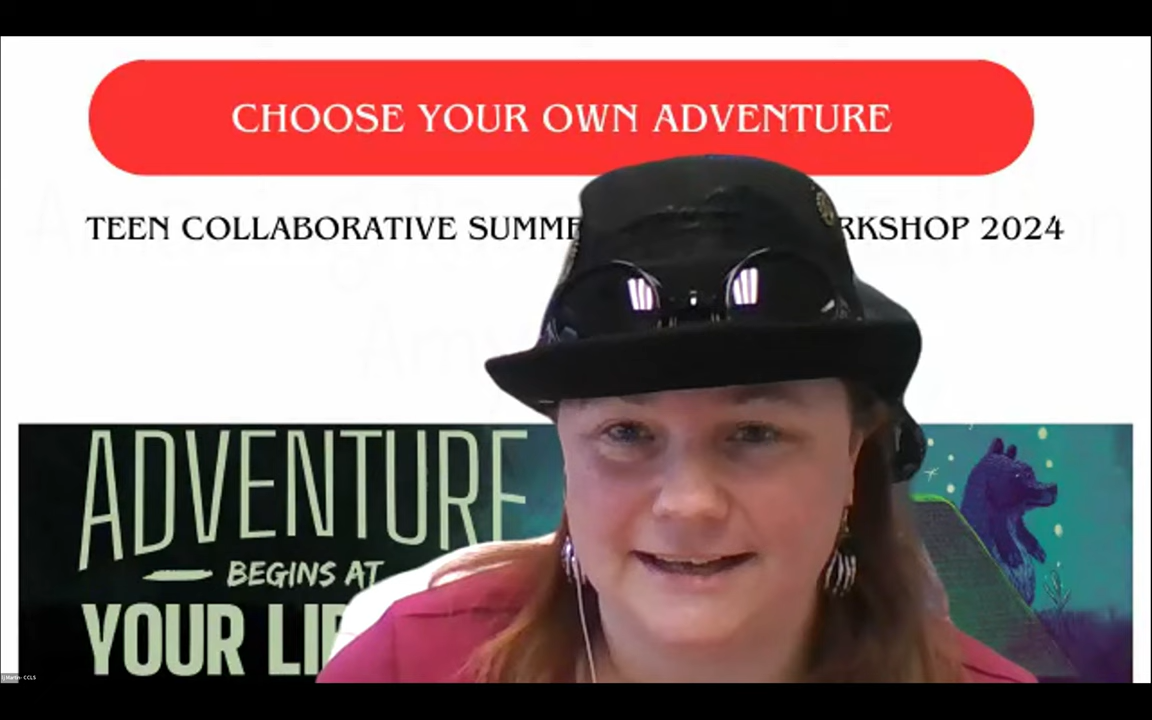 CHOOSE YOUR OWN ADVENTURE
TEEN COLLABORATIVE SUMME RKSHOP 2024
ADVENTURE
BEGINS AT
YOUR LI